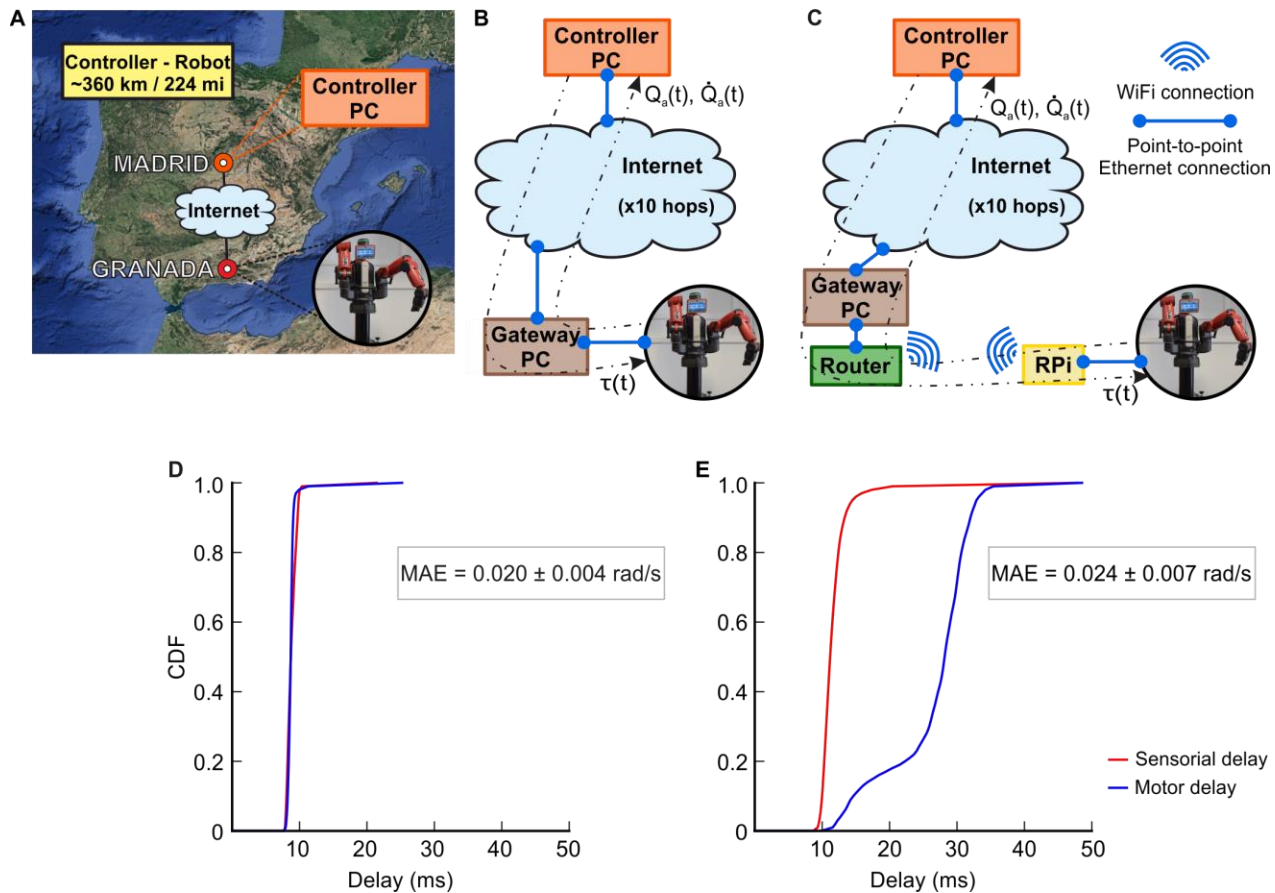 A
Controller - Robot
~360 km / 224 mi
Controller
PC
MADRID
Internet
GRANADA
B
Controller
PC
Qₐ(t), Q̇ₐ(t)
Internet
(x10 hops)
Gateway
PC
τ(t)
C
Controller
PC
Qₐ(t), Q̇ₐ(t)
Internet
(x10 hops)
Gateway
PC
Router
RPi
τ(t)
WiFi connection
Point-to-point
Ethernet connection
D
1.0
0.8
0.6
0.4
0.2
0
CDF
MAE = 0.020 ± 0.004 rad/s
10 20 30 40 50
Delay (ms)
E
1.0
0.8
0.6
0.4
0.2
0
MAE = 0.024 ± 0.007 rad/s
Sensorial delay
Motor delay
10 20 30 40 50
Delay (ms)